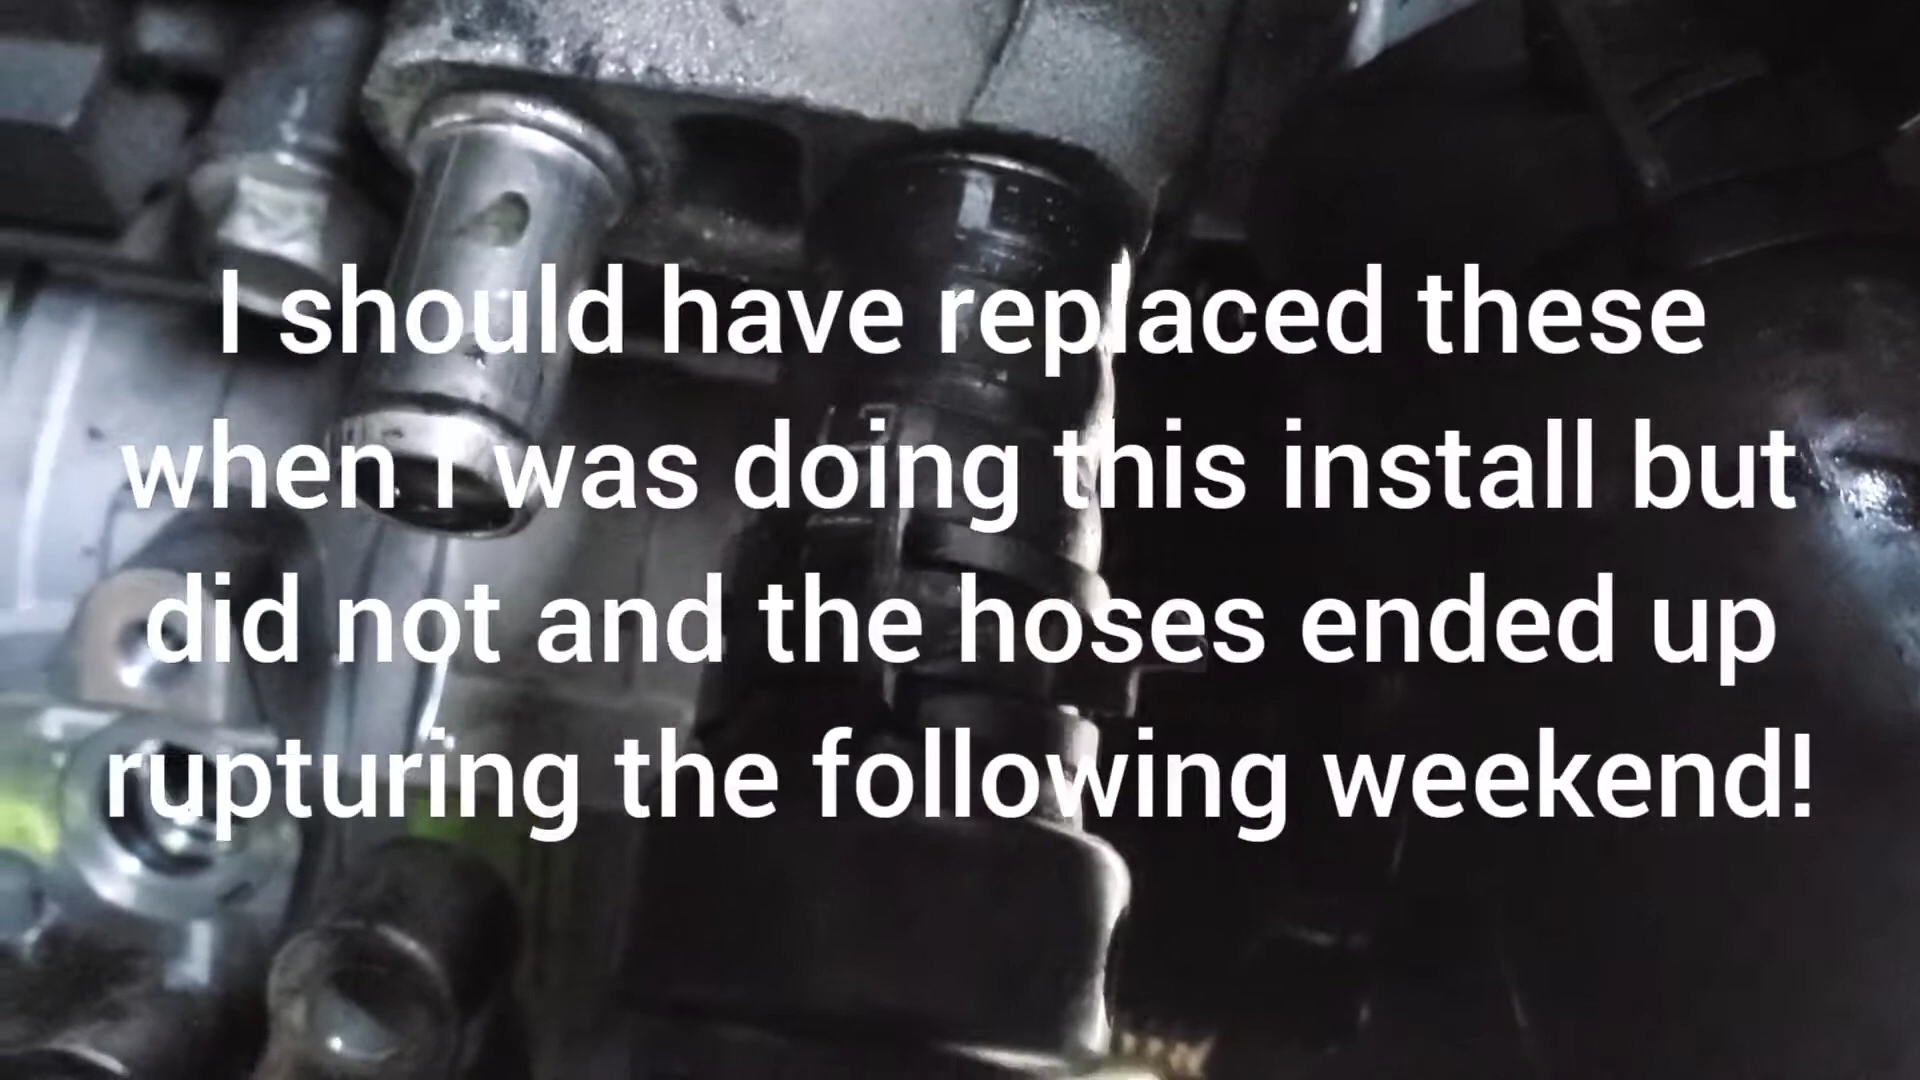 I should have replaced these
when I was doing this install but
did not and the hoses ended up
rupturing the following weekend!